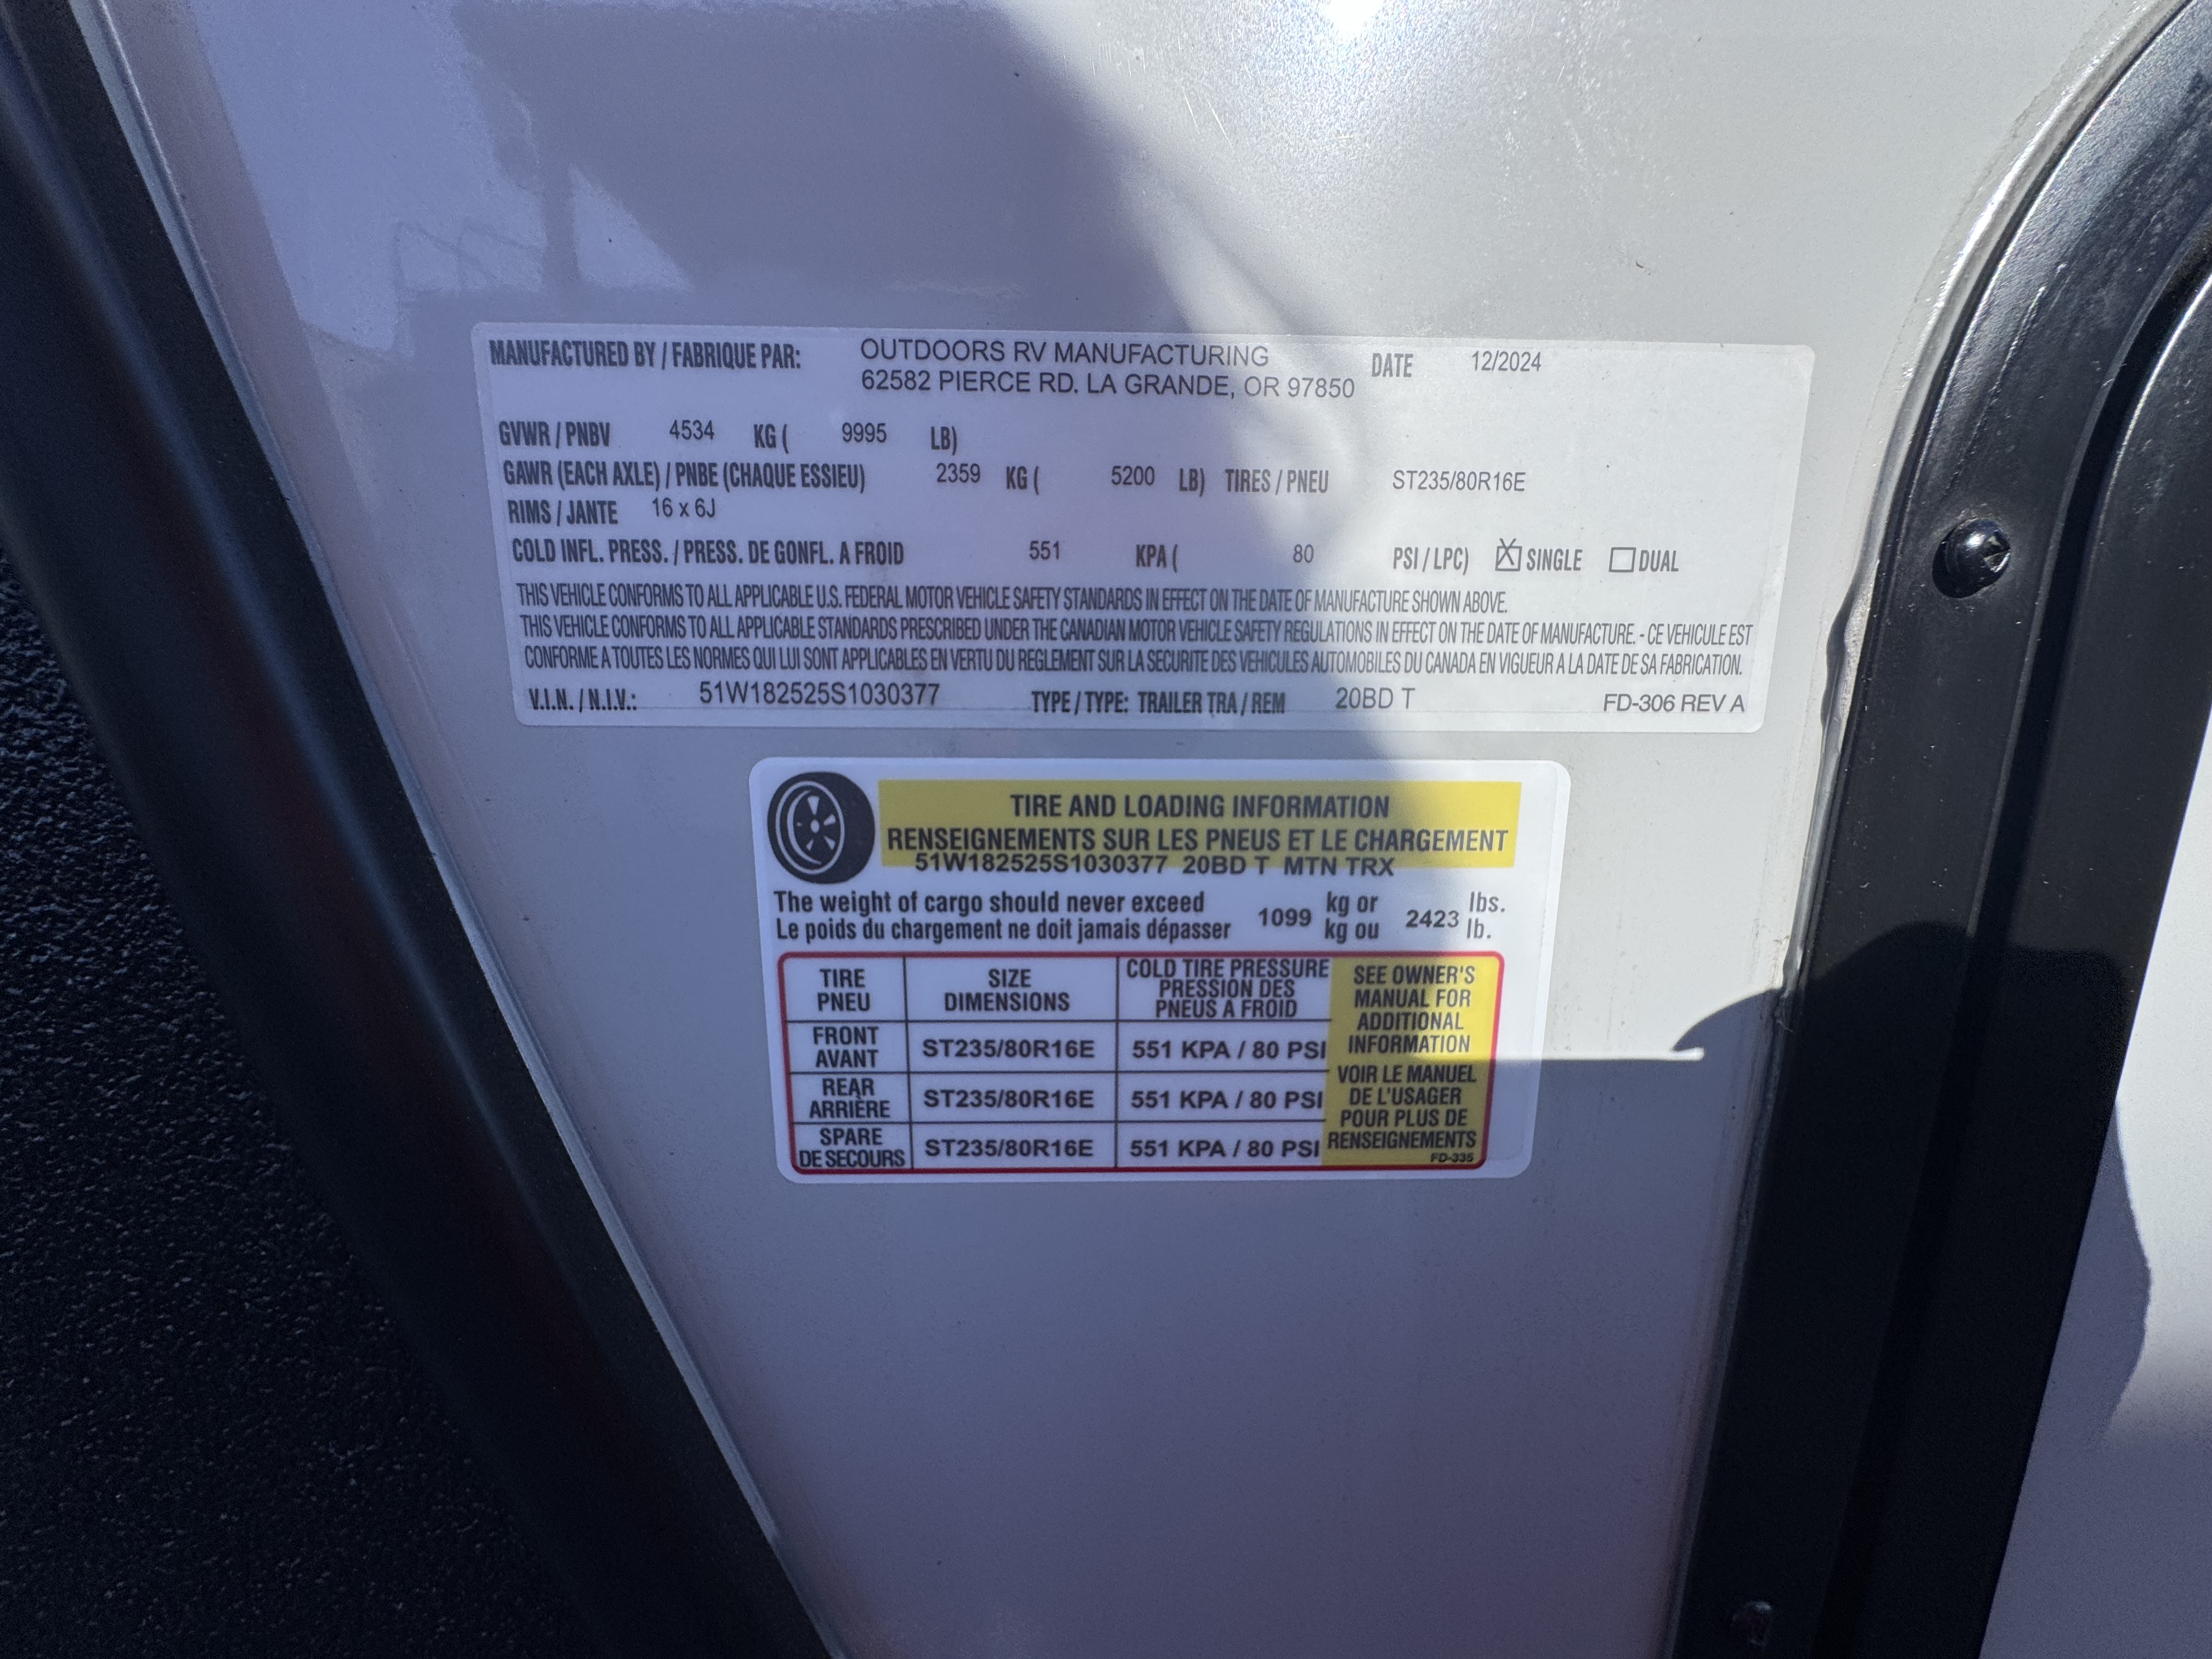 MANUFACTURED BY / FABRIQUE PAR: OUTDOORS RV MANUFACTURING DATE 12/2024
62582 PIERCE RD. LA GRANDE, OR 97850
GVWR / PNBV 4534 KG ( 9995 LB)
GAWR (EACH AXLE) / PNBE (CHAQUE ESSIEU) 2359 KG ( 5200 LB) TIRES / PNEU ST235/80R16E
RIMS / JANTE 16 x 6J
COLD INFL. PRESS. / PRESS. DE GONFL. A FROID 551 KPA ( 80 PSI / LPC) ☒ SINGLE ☐ DUAL
THIS VEHICLE CONFORMS TO ALL APPLICABLE U.S. FEDERAL MOTOR VEHICLE SAFETY STANDARDS IN EFFECT ON THE DATE OF MANUFACTURE SHOWN ABOVE.
THIS VEHICLE CONFORMS TO ALL APPLICABLE STANDARDS PRESCRIBED UNDER THE CANADIAN MOTOR VEHICLE SAFETY REGULATIONS IN EFFECT ON THE DATE OF MANUFACTURE. - CE VEHICULE EST
CONFORME A TOUTES LES NORMES QUI LUI SONT APPLICABLES EN VERTU DU REGLEMENT SUR LA SECURITE DES VEHICULES AUTOMOBILES DU CANADA EN VIGUEUR A LA DATE DE SA FABRICATION.
V.I.N. / N.I.V.: 51W182525S1030377 TYPE / TYPE: TRAILER TRA / REM 20BD T FD-306 REV A
TIRE AND LOADING INFORMATION
RENSEIGNEMENTS SUR LES PNEUS ET LE CHARGEMENT
51W182525S1030377 20BD T MTN TRX
The weight of cargo should never exceed 1099 kg or 2423 lbs.
Le poids du chargement ne doit jamais dépasser kg ou lb.
TIRE SIZE COLD TIRE PRESSURE
PNEU DIMENSIONS PRESSION DES
PNEUS A FROID
FRONT
AVANT ST235/80R16E 551 KPA / 80 PSI
REAR
ARRIÈRE ST235/80R16E 551 KPA / 80 PSI
SPARE
DE SECOURS ST235/80R16E 551 KPA / 80 PSI
SEE OWNER'S
MANUAL FOR
ADDITIONAL
INFORMATION
VOIR LE MANUEL
DE L'USAGER
POUR PLUS DE
RENSEIGNEMENTS
FD-335